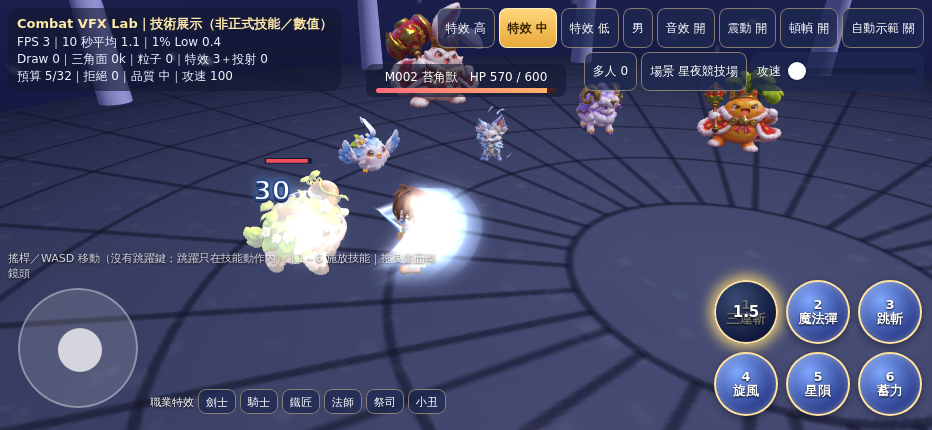 Combat VFX Lab｜技術展示（非正式技能／數值）
FPS 3｜10 秒平均 1.1｜1% Low 0.4
Draw 0｜三角面 0k｜粒子 0｜特效 3＋投射 0
預算 5/32｜拒絕 0｜品質 中｜攻速 100
特效 高
特效 中
特效 低
男
音效 開
震動 開
頓幀 開
自動示範 關
M002 苔角獸 HP 570 / 600
多人 0
場景 星夜競技場
攻速
30
搖桿／WASD 移動（沒有跳躍鍵；跳躍只在技能動作內）｜1–6 施放技能｜拖曳
鏡頭
1.5
三連斬
2
魔法彈
3
跳斬
4
旋風
5
星隕
6
蓄力
職業特效
劍士
騎士
鐵匠
法師
祭司
小丑